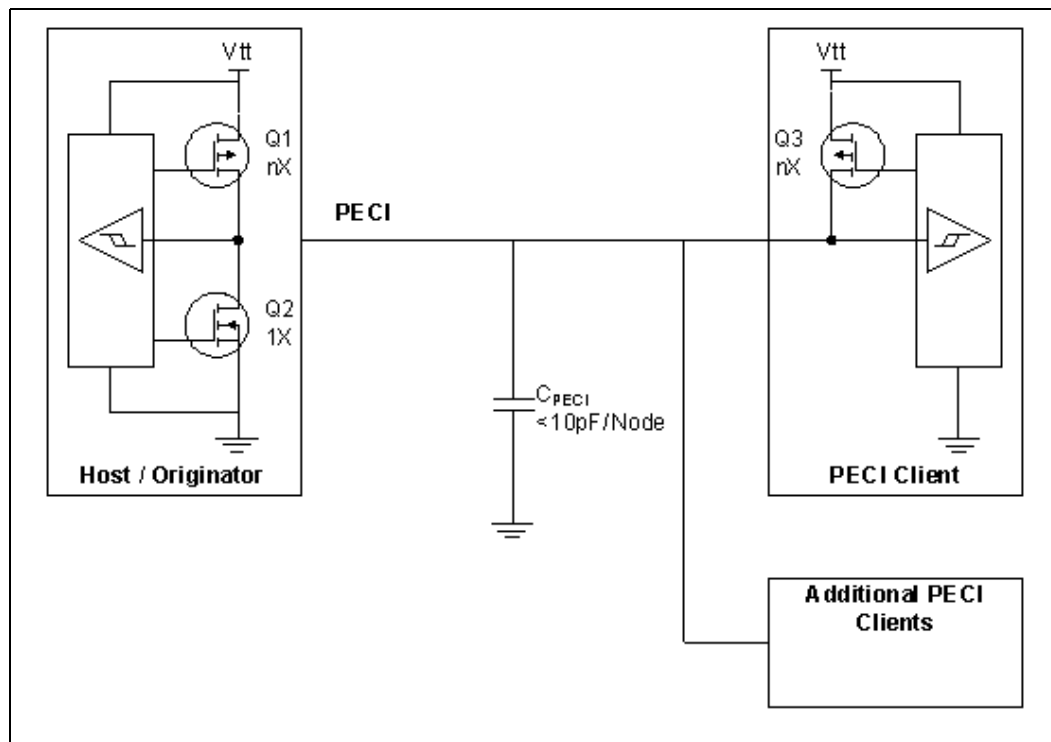 Vtt
Q1
nX
Q2
1X
Host / Originator
PECI
CPECI
<10pF/Node
Vtt
Q3
nX
PECI Client
Additional PECI
Clients